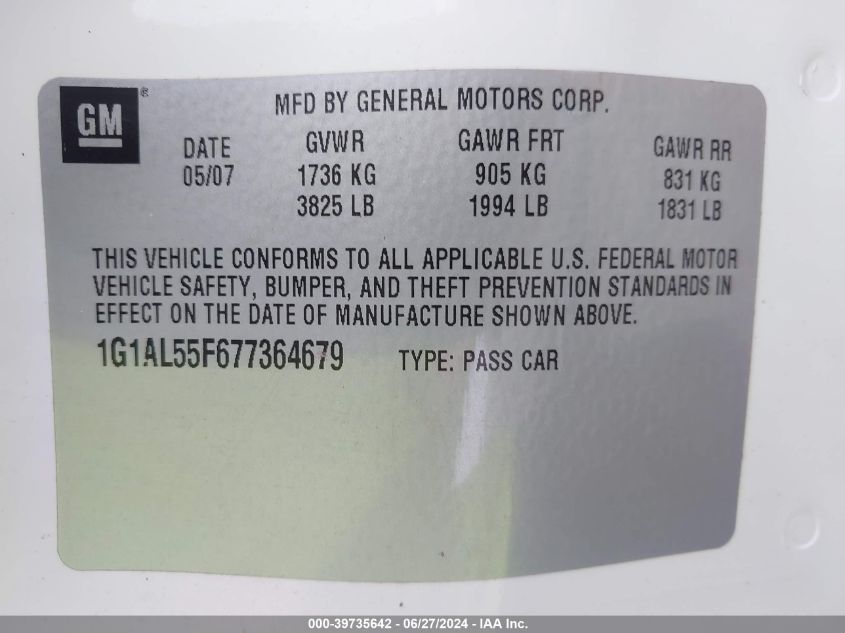 GM ®
MFD BY GENERAL MOTORS CORP.
DATE GVWR GAWR FRT GAWR RR
05/07 1736 KG 905 KG 831 KG
3825 LB 1994 LB 1831 LB
THIS VEHICLE CONFORMS TO ALL APPLICABLE U.S. FEDERAL MOTOR
VEHICLE SAFETY, BUMPER, AND THEFT PREVENTION STANDARDS IN
EFFECT ON THE DATE OF MANUFACTURE SHOWN ABOVE.
1G1AL55F677364679 TYPE: PASS CAR
000-39735642 - 06/27/2024 - IAA Inc.